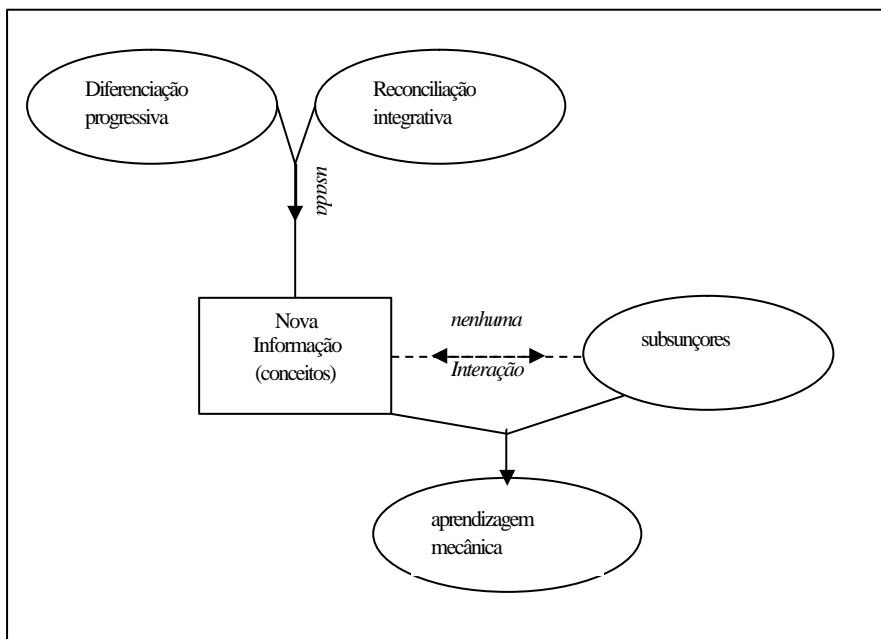 Diferenciação
progressiva
Reconciliação
integrativa
usada
Nova
Informação
(conceitos)
nenhuma
Interação
subsunçores
aprendizagem
mecânica